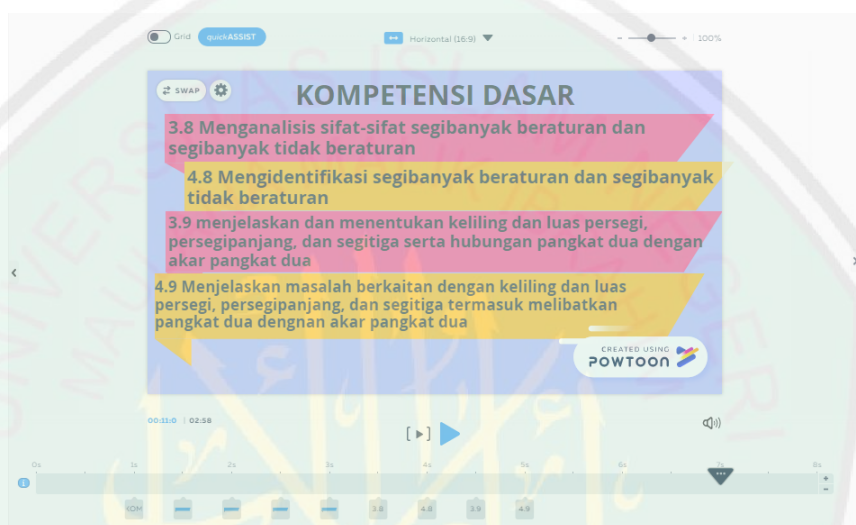 Grid quickASSIST Horizontal (16:9) 100%
SWAP
KOMPETENSI DASAR
3.8 Menganalisis sifat-sifat segibanyak beraturan dan
segibanyak tidak beraturan
4.8 Mengidentifikasi segibanyak beraturan dan segibanyak
tidak beraturan
3.9 menjelaskan dan menentukan keliling dan luas persegi,
persegipanjang, dan segitiga serta hubungan pangkat dua dengan
akar pangkat dua
4.9 Menjelaskan masalah berkaitan dengan keliling dan luas
persegi, persegipanjang, dan segitiga termasuk melibatkan
pangkat dua dengnan akar pangkat dua
CREATED USING
POWTOON
00:11:0 | 02:58
0s 1s 2s 3s 4s 5s 6s 7s 8s
KOM 3.8 4.8 3.9 4.9